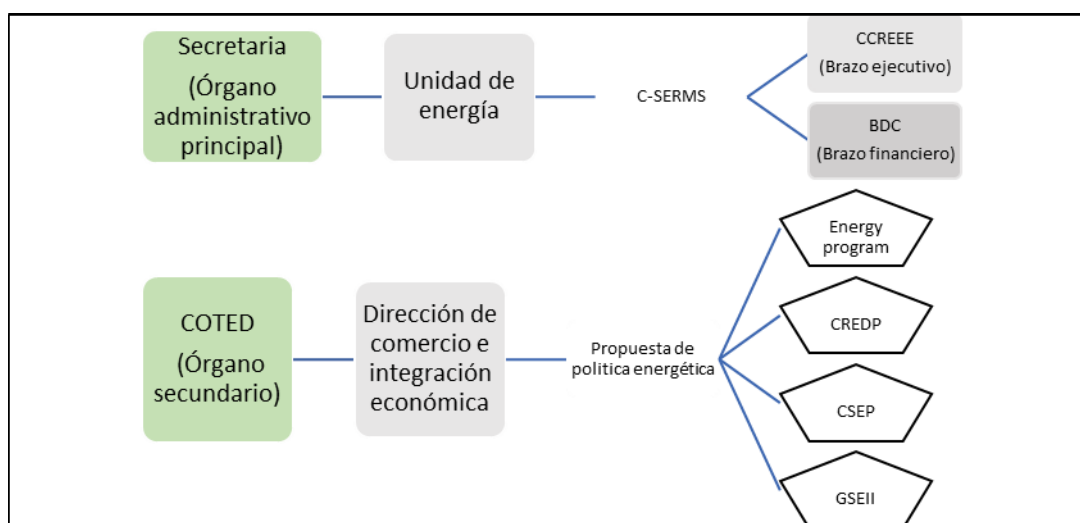 Secretaria
(Órgano
administrativo
principal)
Unidad de
energía
C-SERMS
CCREEE
(Brazo ejecutivo)
BDC
(Brazo financiero)
COTED
(Órgano
secundario)
Dirección de
comercio e
integración
económica
Propuesta de
politica energética
Energy
program
CREDP
CSEP
GSEII